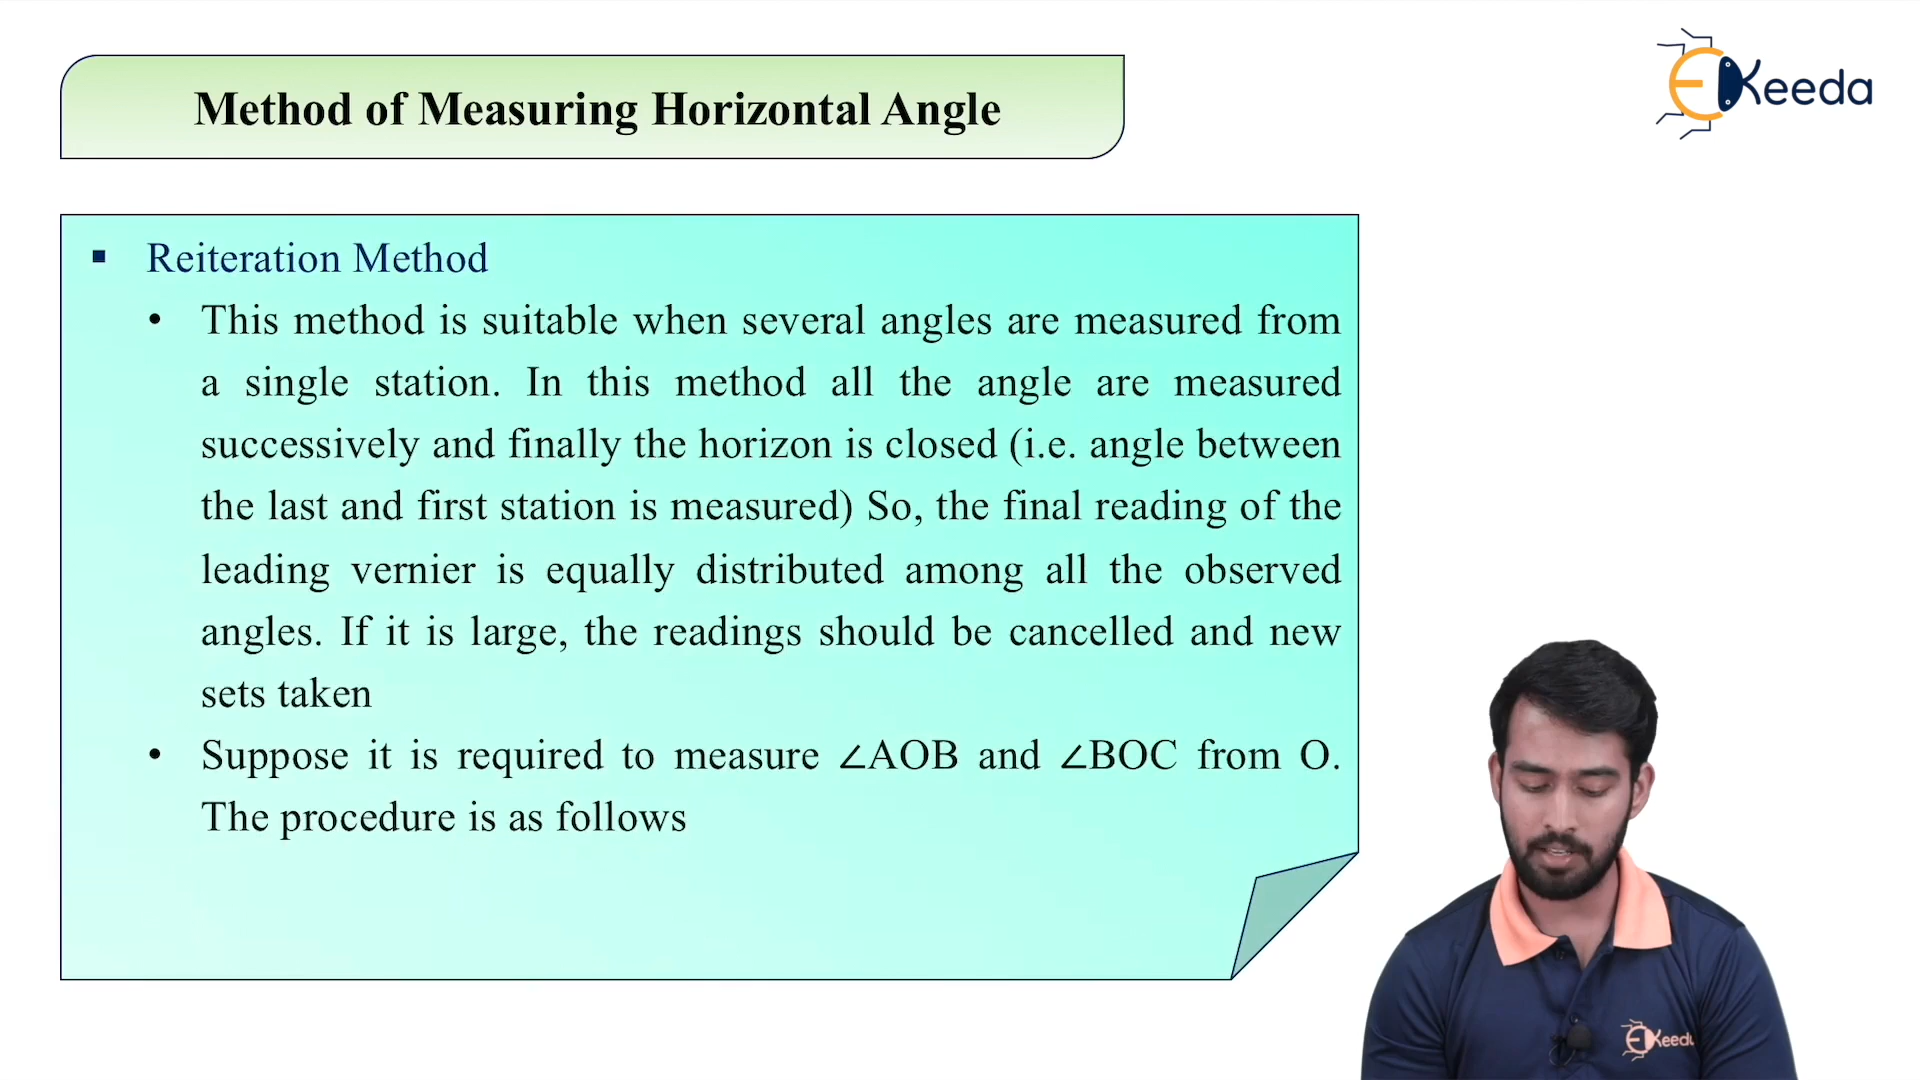 Method of Measuring Horizontal Angle
EKeeda
▪ Reiteration Method
• This method is suitable when several angles are measured from
a single station. In this method all the angle are measured
successively and finally the horizon is closed (i.e. angle between
the last and first station is measured) So, the final reading of the
leading vernier is equally distributed among all the observed
angles. If it is large, the readings should be cancelled and new
sets taken
• Suppose it is required to measure ∠AOB and ∠BOC from O.
The procedure is as follows
EKeeda